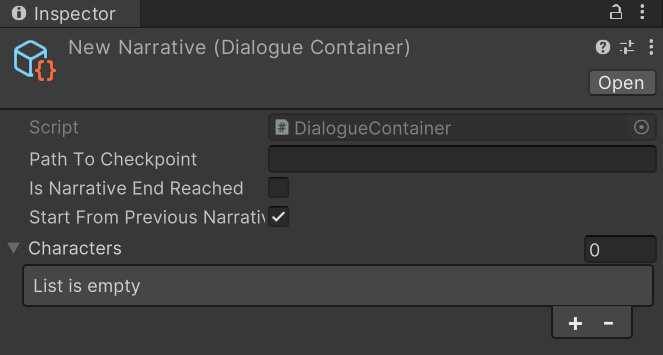 Inspector
New Narrative (Dialogue Container)
Open
Script # DialogueContainer
Path To Checkpoint
Is Narrative End Reached
Start From Previous Narrativ
Characters 0
List is empty
+ -